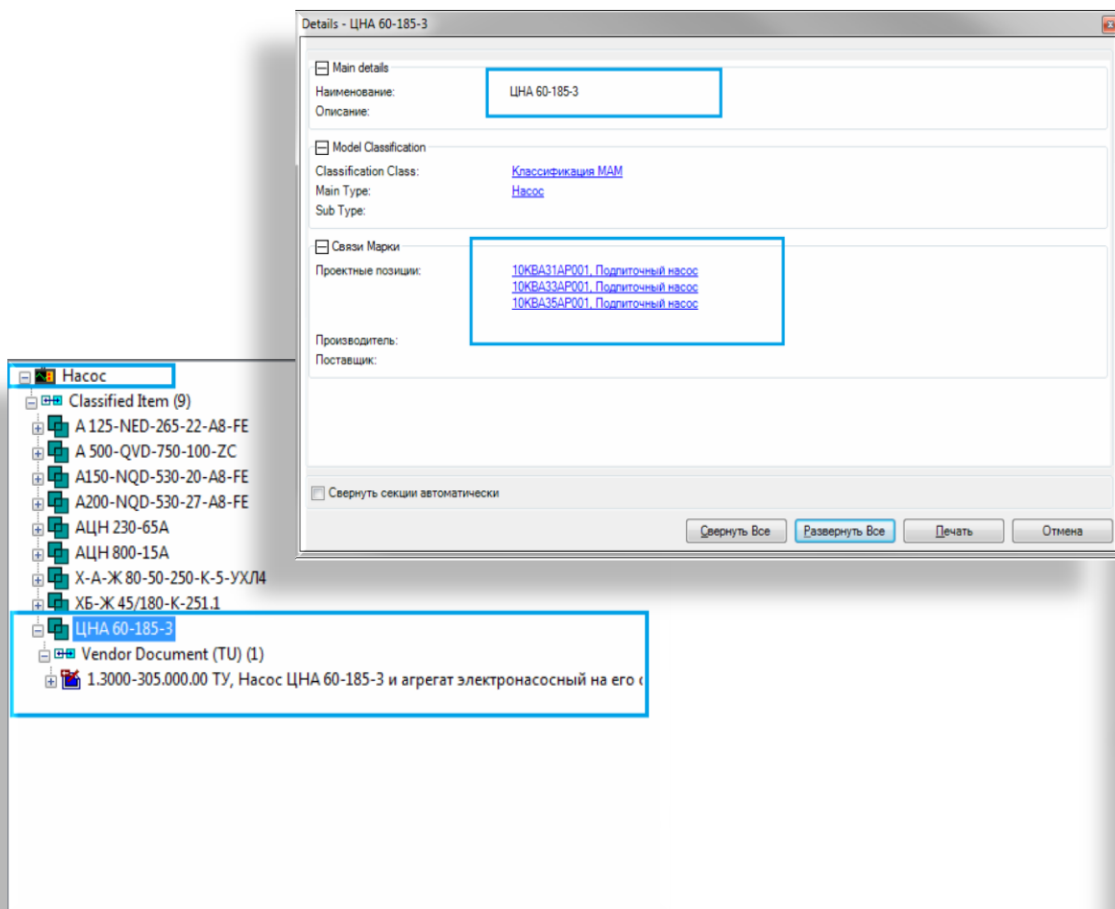 Details - ЦНА 60-185-3
Main details
Наименование: ЦНА 60-185-3
Описание:
Model Classification
Classification Class: Классификация МАМ
Main Type: Насос
Sub Type:
Связи Марки
Проектные позиции: 10KBA31AP001, Подпиточный насос
10KBA33AP001, Подпиточный насос
10KBA35AP001, Подпиточный насос
Производитель:
Поставщик:
Свернуть секции автоматически
Свернуть Все Развернуть Все Печать Отмена
Насос
Classified Item (9)
A 125-NED-265-22-A8-FE
A 500-QVD-750-100-ZC
A150-NQD-530-20-A8-FE
A200-NQD-530-27-A8-FE
АЦН 230-65А
АЦН 800-15А
Х-А-Ж 80-50-250-К-5-УХЛ4
ХБ-Ж 45/180-К-251.1
ЦНА 60-185-3
Vendor Document (TU) (1)
1.3000-305.000.00 ТУ, Насос ЦНА 60-185-3 и агрегат электронасосный на его